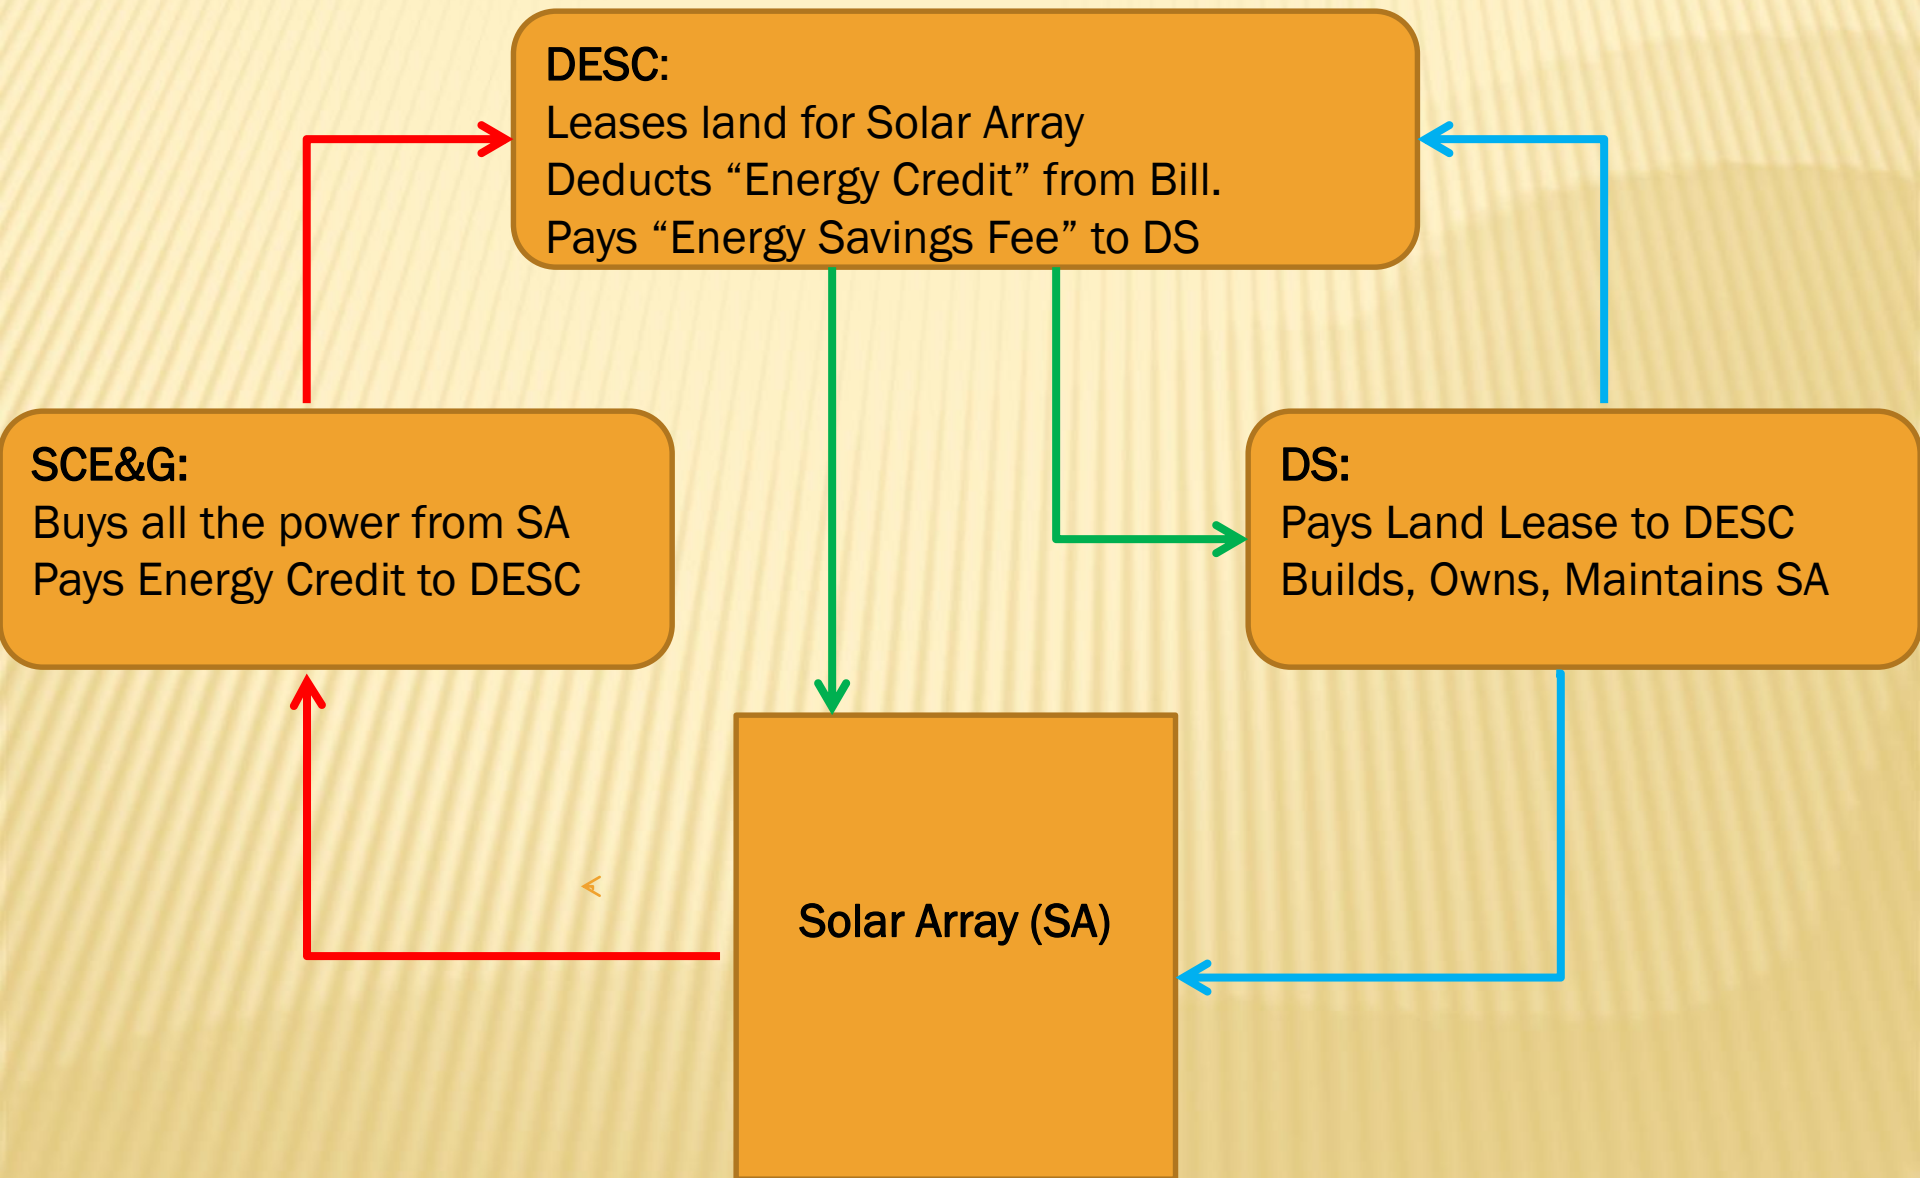 DESC:
Leases land for Solar Array
Deducts “Energy Credit” from Bill.
Pays “Energy Savings Fee” to DS
SCE&G:
Buys all the power from SA
Pays Energy Credit to DESC
DS:
Pays Land Lease to DESC
Builds, Owns, Maintains SA
Solar Array (SA)